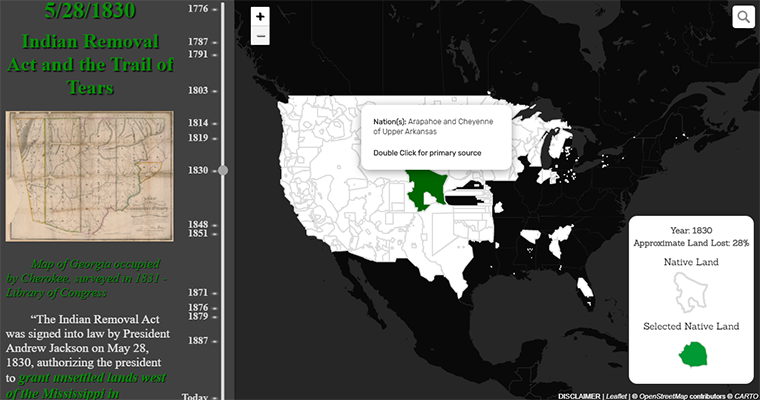 5/28/1830
Indian Removal
Act and the Trail of
Tears
Map of Georgia occupied
by Cherokee, surveyed in 1831 -
Library of Congress
“The Indian Removal Act
was signed into law by President
Andrew Jackson on May 28,
1830, authorizing the president
to grant unsettled lands west
of the Mississippi in
1776
1787
1791
1803
1814
1819
1830
1848
1851
1871
1876
1879
1887
Today
+
−
Nation(s): Arapahoe and Cheyenne
of Upper Arkansas
Double Click for primary source
Year: 1830
Approximate Land Lost: 28%
Native Land
Selected Native Land
DISCLAIMER | Leaflet | © OpenStreetMap contributors © CARTO